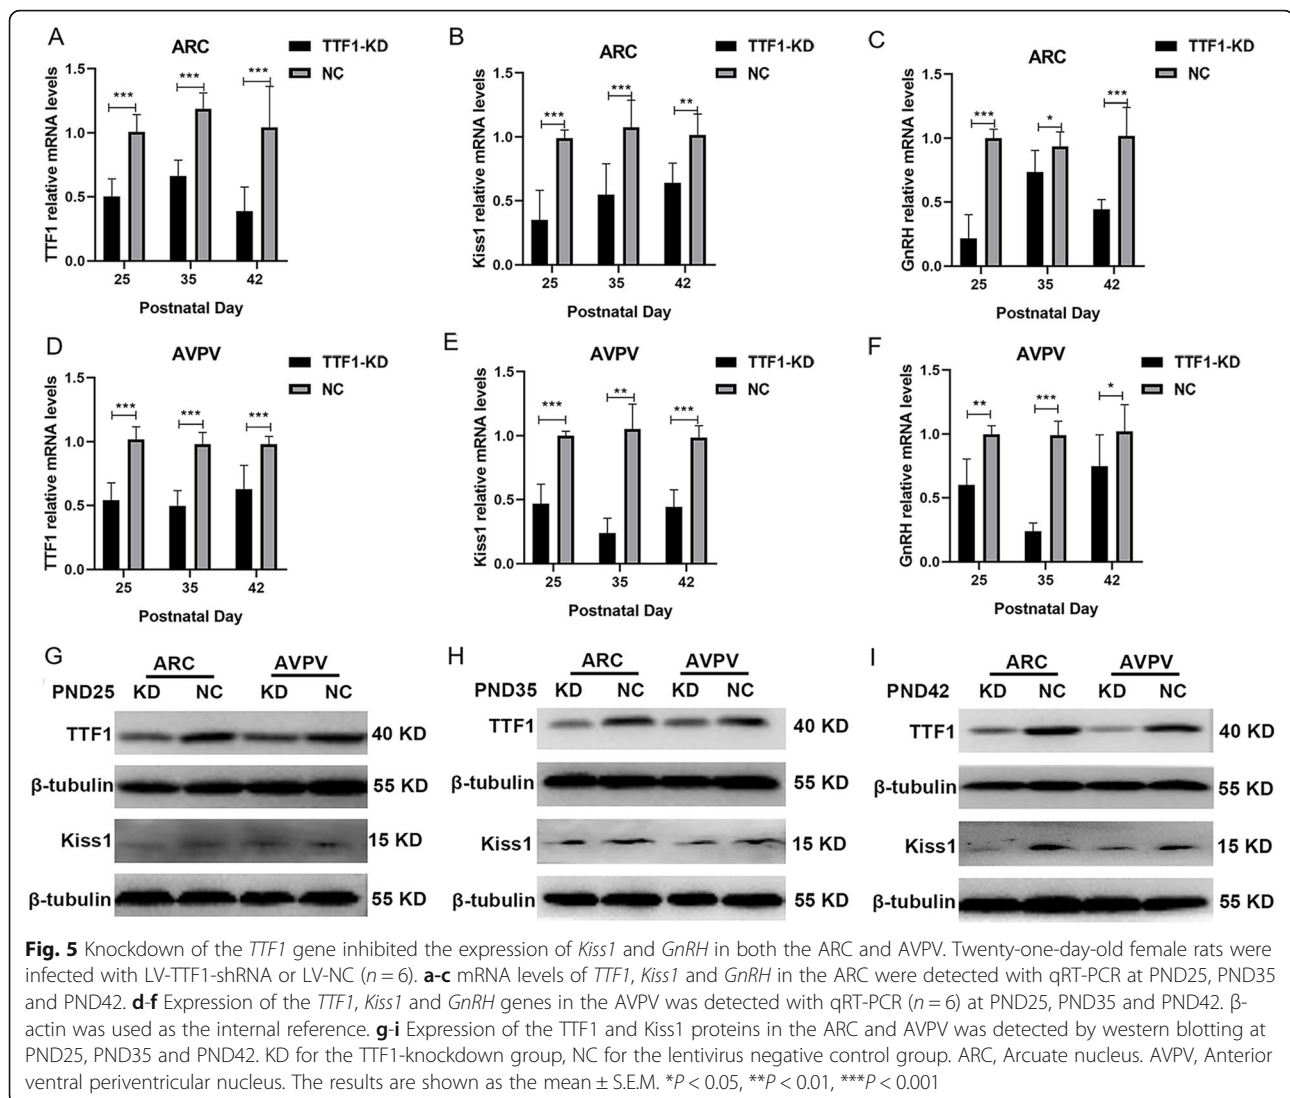 A
ARC
TTF1-KD
NC
TTF1 relative mRNA levels
1.5
1.0
0.5
0.0
***
***
***
25 35 42
Postnatal Day
B
ARC
TTF1-KD
NC
Kiss1 relative mRNA levels
1.5
1.0
0.5
0.0
***
***
**
25 35 42
Postnatal Day
C
ARC
TTF1-KD
NC
GnRH relative mRNA levels
1.5
1.0
0.5
0.0
***
*
***
25 35 42
Postnatal Day
D
AVPV
TTF1-KD
NC
TTF1 relative mRNA levels
1.5
1.0
0.5
0.0
***
***
***
25 35 42
Postnatal Day
E
AVPV
TTF1-KD
NC
Kiss1 relative mRNA levels
1.5
1.0
0.5
0.0
***
**
***
25 35 42
Postnatal Day
F
AVPV
TTF1-KD
NC
GnRH relative mRNA levels
1.5
1.0
0.5
0.0
**
***
*
25 35 42
Postnatal Day
G
ARC AVPV
PND25 KD NC KD NC
TTF1 40 KD
β-tubulin 55 KD
Kiss1 15 KD
β-tubulin 55 KD
H
ARC AVPV
PND35 KD NC KD NC
TTF1 40 KD
β-tubulin 55 KD
Kiss1 15 KD
β-tubulin 55 KD
I
ARC AVPV
PND42 KD NC KD NC
TTF1 40 KD
β-tubulin 55 KD
Kiss1 15 KD
β-tubulin 55 KD
Fig. 5 Knockdown of the TTF1 gene inhibited the expression of Kiss1 and GnRH in both the ARC and AVPV. Twenty-one-day-old female rats were
infected with LV-TTF1-shRNA or LV-NC (n = 6). a-c mRNA levels of TTF1, Kiss1 and GnRH in the ARC were detected with qRT-PCR at PND25, PND35
and PND42. d-f Expression of the TTF1, Kiss1 and GnRH genes in the AVPV was detected with qRT-PCR (n = 6) at PND25, PND35 and PND42. β-
actin was used as the internal reference. g-i Expression of the TTF1 and Kiss1 proteins in the ARC and AVPV was detected by western blotting at
PND25, PND35 and PND42. KD for the TTF1-knockdown group, NC for the lentivirus negative control group. ARC, Arcuate nucleus. AVPV, Anterior
ventral periventricular nucleus. The results are shown as the mean ± S.E.M. *P < 0.05, **P < 0.01, ***P < 0.001